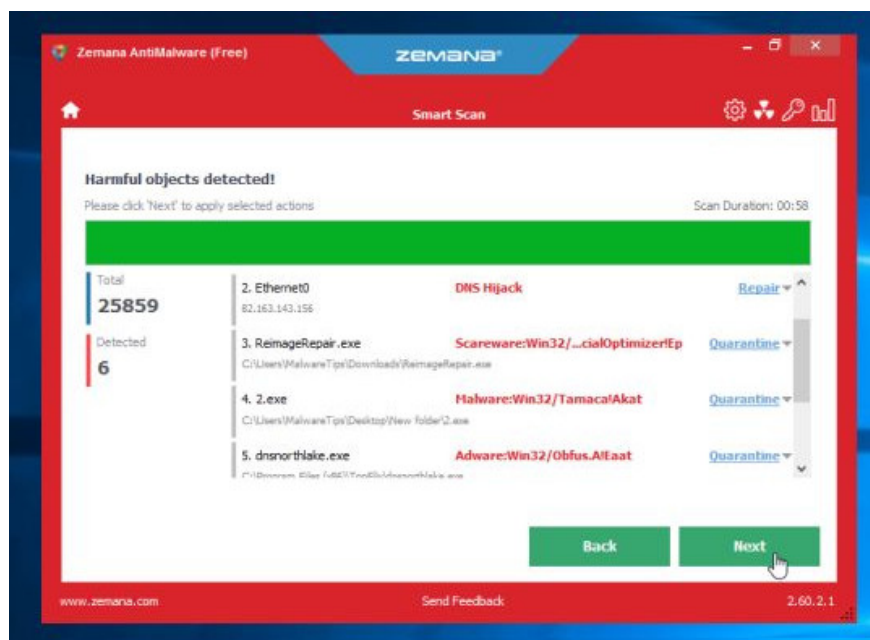 Zemana AntiMalware (Free)
ZEMANA
Smart Scan
Harmful objects detected!
Please click 'Next' to apply selected actions
Scan Duration: 00:58
Total
25859
Detected
6
2. Ethernet0 DNS Hijack Repair
82.163.143.156
3. ReimageRepair.exe Scareware:Win32/...cialOptimizer!Ep Quarantine
C:\Users\MalwareTips\Downloads\ReimageRepair.exe
4. 2.exe Malware:Win32/Tamaca!Akat Quarantine
C:\Users\MalwareTips\Desktop\New folder\2.exe
5. dnsnorthlake.exe Adware:Win32/Obfus.A!Eaat Quarantine
C:\Program Files (x86)\
Back
Next
www.zemana.com
Send Feedback
2.60.2.1